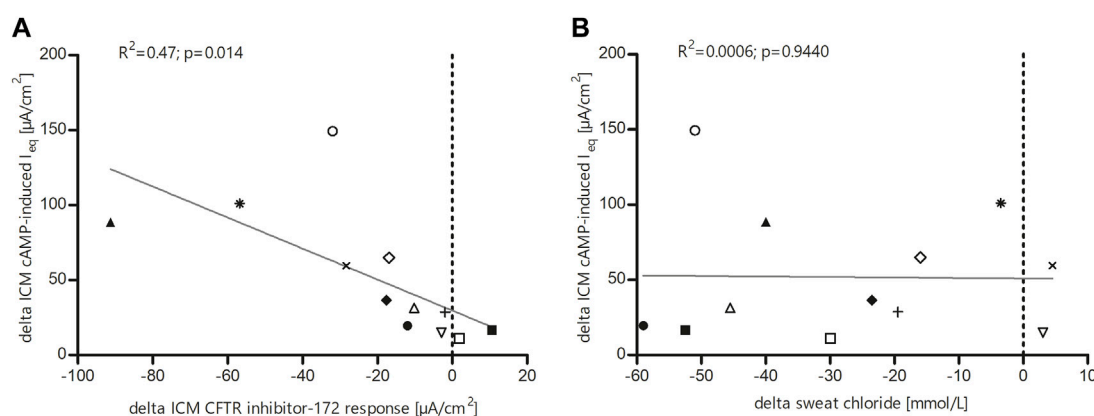 A
R²=0.47; p=0.014
delta ICM cAMP-induced Ieq [µA/cm²]
200
150
100
50
0
-100 -80 -60 -40 -20 0 20
delta ICM CFTR inhibitor-172 response [µA/cm²]
B
R²=0.0006; p=0.9440
delta ICM cAMP-induced Ieq [µA/cm²]
200
150
100
50
0
-60 -50 -40 -30 -20 -10 0 10
delta sweat chloride [mmol/L]